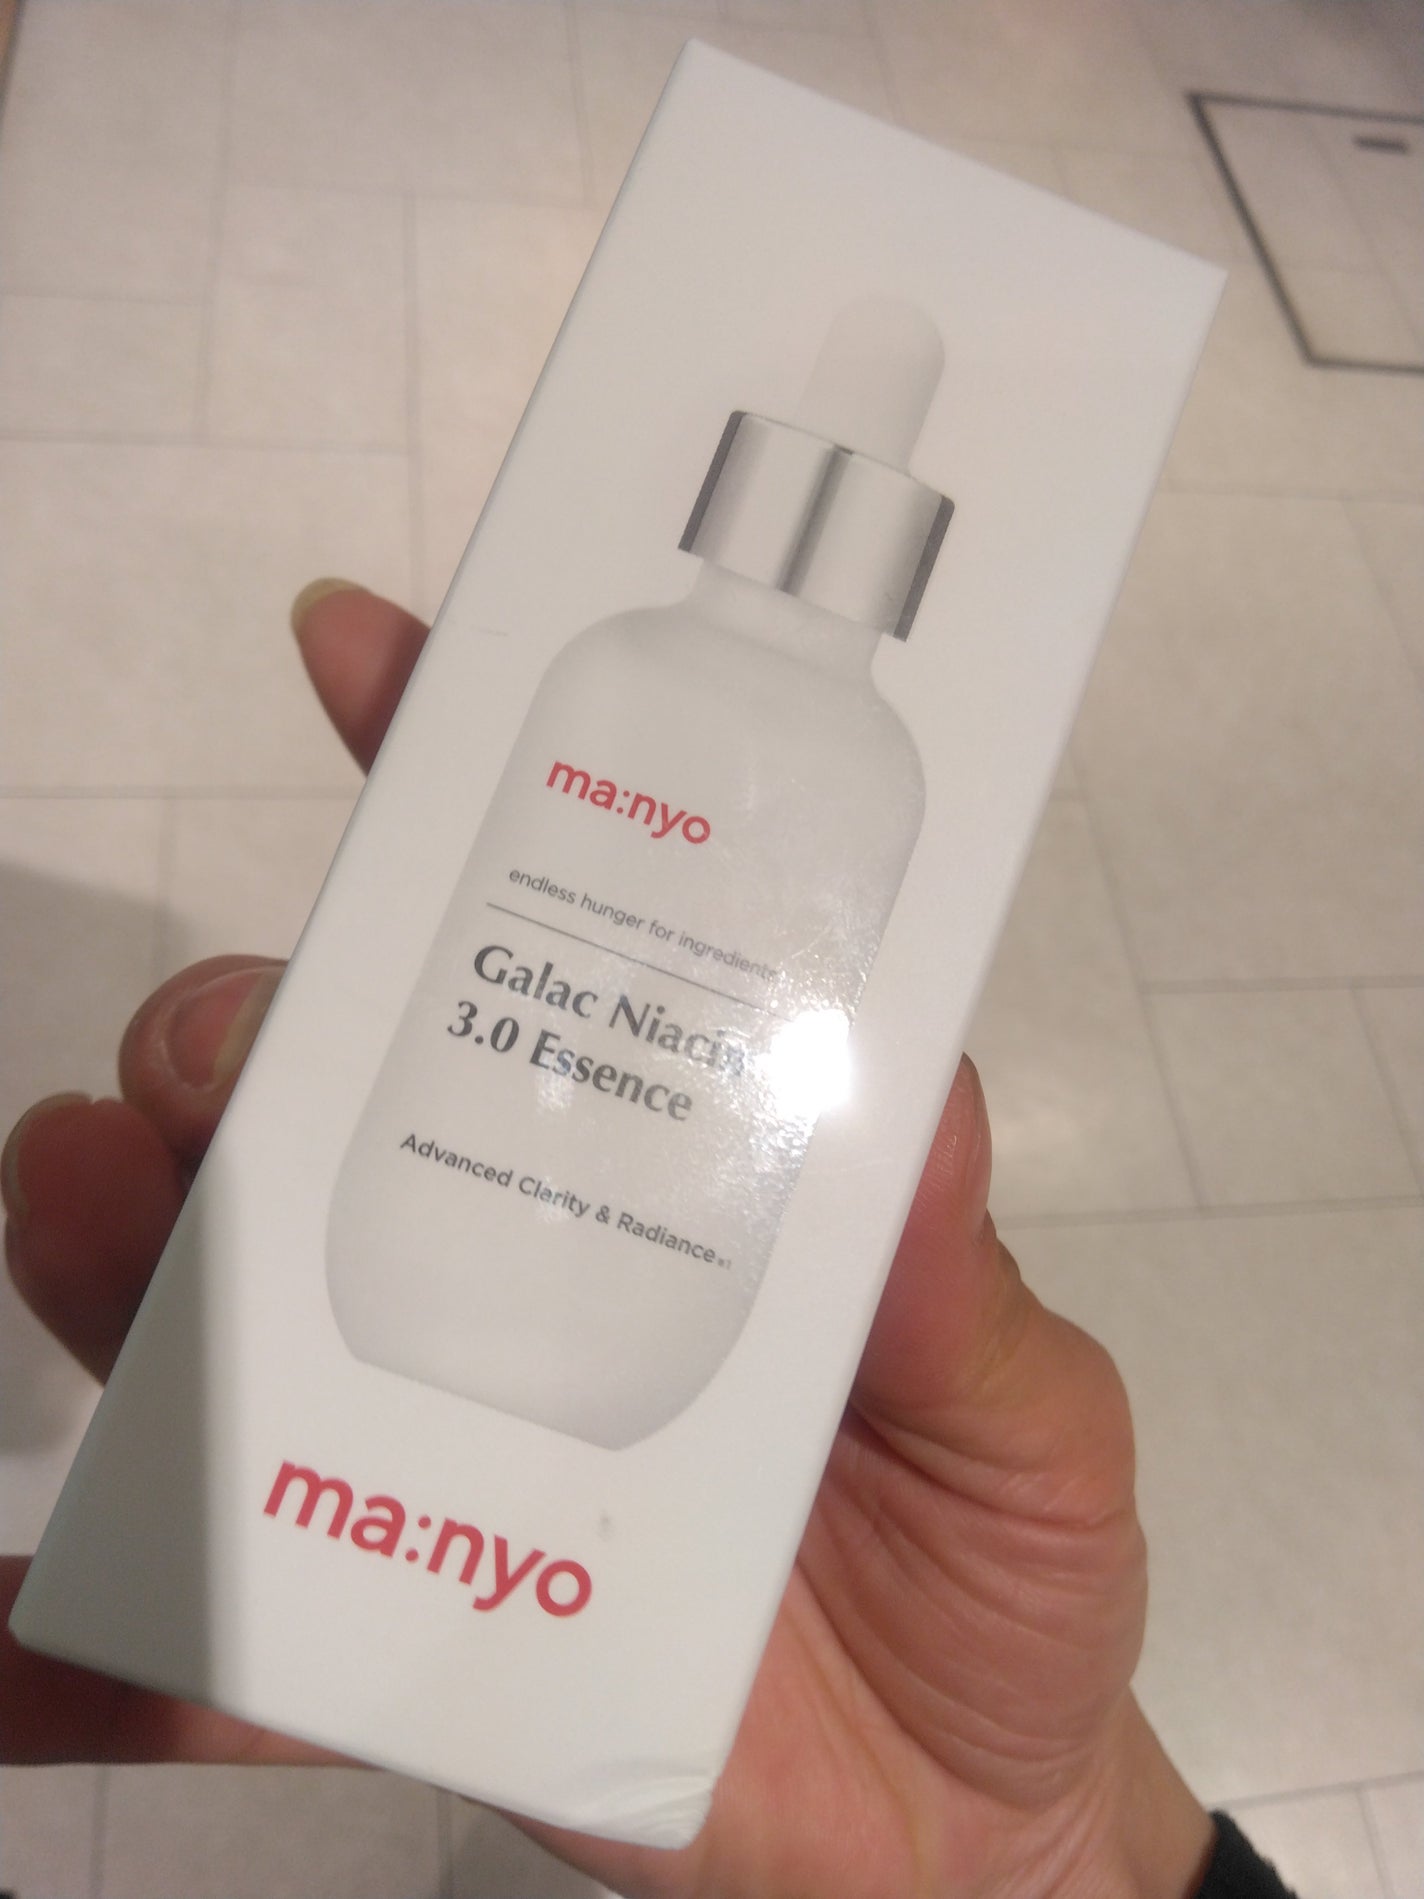 ma:nyo
endless hunger for ingredients
Galac Niacin
3.0 Essence
Advanced Clarity & Radiance
ma:nyo